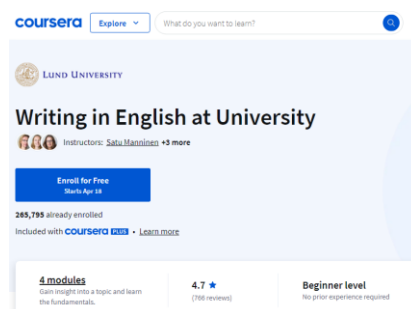 coursera
Explore
What do you want to learn?
LUND UNIVERSITY
Writing in English at University
Instructors: Satu Manninen +3 more
Enroll for Free
Starts Apr 18
265,795 already enrolled
Included with coursera PLUS • Learn more
4 modules
Gain insight into a topic and learn
the fundamentals.
4.7 ★
(766 reviews)
Beginner level
No prior experience required